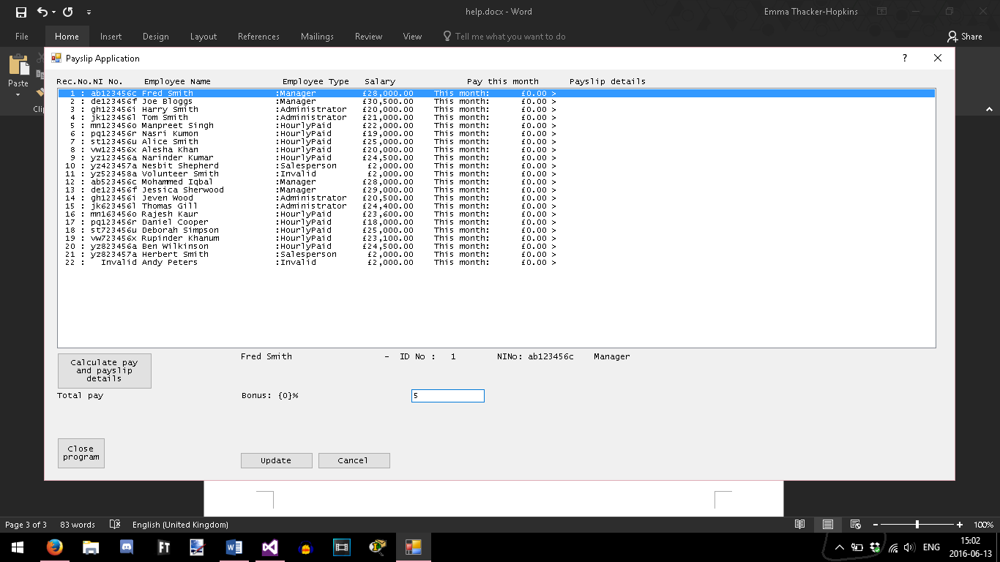 help.docx - Word
Emma Thacker-Hopkins
File Home Insert Design Layout References Mailings Review View Tell me what you want to do Share
Payslip Application ?
Paste
Rec.No.NI No. Employee Name Employee Type Salary Pay this month Payslip details
1 : ab123456c Fred Smith :Manager £28,000.00 This month: £0.00 >
2 : de123456f Joe Bloggs :Manager £30,500.00 This month: £0.00 >
3 : gh123456i Harry Smith :Administrator £20,000.00 This month: £0.00 >
4 : jk123456l Tom Smith :Administrator £21,000.00 This month: £0.00 >
5 : mn123456o Manpreet Singh :HourlyPaid £22,000.00 This month: £0.00 >
6 : pq123456r Nasri Kumon :HourlyPaid £19,000.00 This month: £0.00 >
7 : st123456u Alice Smith :HourlyPaid £25,000.00 This month: £0.00 >
8 : vw123456x Alesha Khan :HourlyPaid £20,000.00 This month: £0.00 >
9 : yz123456a Narinder Kumar :HourlyPaid £24,500.00 This month: £0.00 >
10 : yz423457a Nesbit Shepherd :Salesperson £2,000.00 This month: £0.00 >
11 : yz523458a Volunteer Smith :Invalid £2,000.00 This month: £0.00 >
12 : ab523456c Mohammed Iqbal :Manager £28,000.00 This month: £0.00 >
13 : de123456f Jessica Sherwood :Manager £29,000.00 This month: £0.00 >
14 : gh123456i Jeven Wood :Administrator £20,500.00 This month: £0.00 >
15 : jk623456l Thomas Gill :Administrator £24,400.00 This month: £0.00 >
16 : mn163456o Rajesh Kaur :HourlyPaid £23,600.00 This month: £0.00 >
17 : pq123456r Daniel Cooper :HourlyPaid £18,000.00 This month: £0.00 >
18 : st723456u Deborah Simpson :HourlyPaid £25,000.00 This month: £0.00 >
19 : vw723456x Rupinder Khanum :HourlyPaid £23,100.00 This month: £0.00 >
20 : yz823456a Ben Wilkinson :HourlyPaid £24,500.00 This month: £0.00 >
21 : yz823457a Herbert Smith :Salesperson £2,000.00 This month: £0.00 >
22 : Invalid Andy Peters :Invalid £2,000.00 This month: £0.00 >
Calculate pay
and payslip
details
Fred Smith - ID No : 1 NINo: ab123456c Manager
Total pay Bonus: {0}% 5
Close
program
Update Cancel
Page 3 of 3 83 words English (United Kingdom) 100%
FT
ENG
15:02
2016-06-13